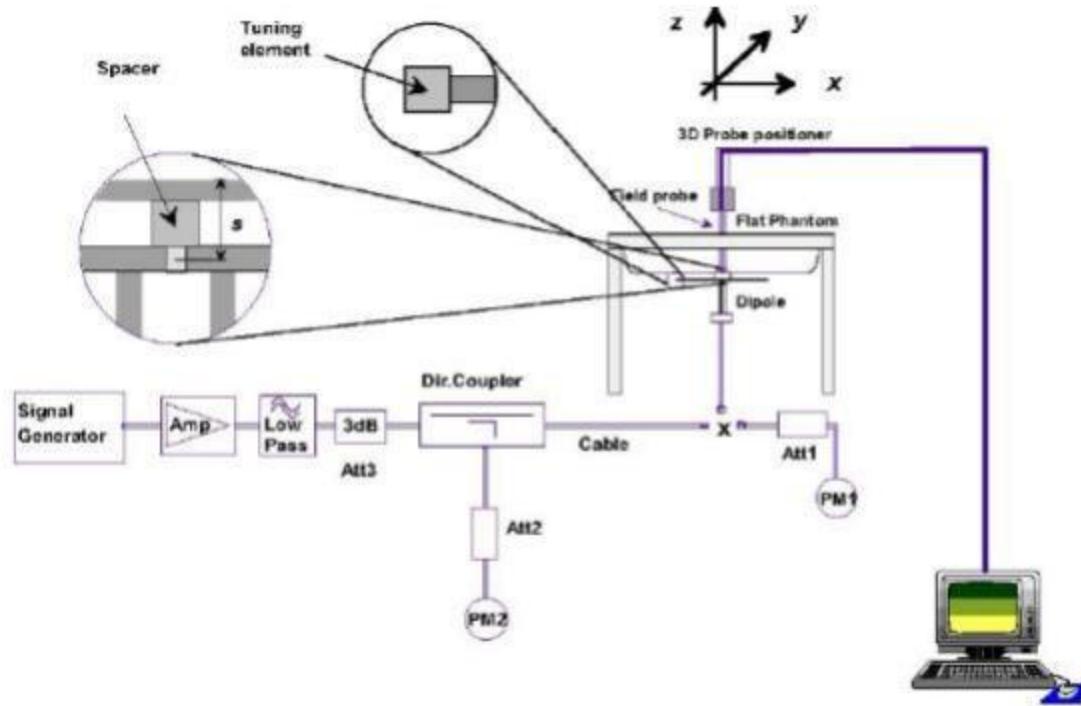 Tuning
element
Spacer
s
z
y
x
3D Probe positioner
Field probe
Flat Phantom
Dipole
Dir.Coupler
Signal
Generator
Amp
Low
Pass
3dB
Att3
Cable
x
Att1
PM1
Att2
PM2